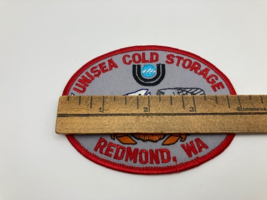 UNISEA COLD STORAGE
REDMOND, WA